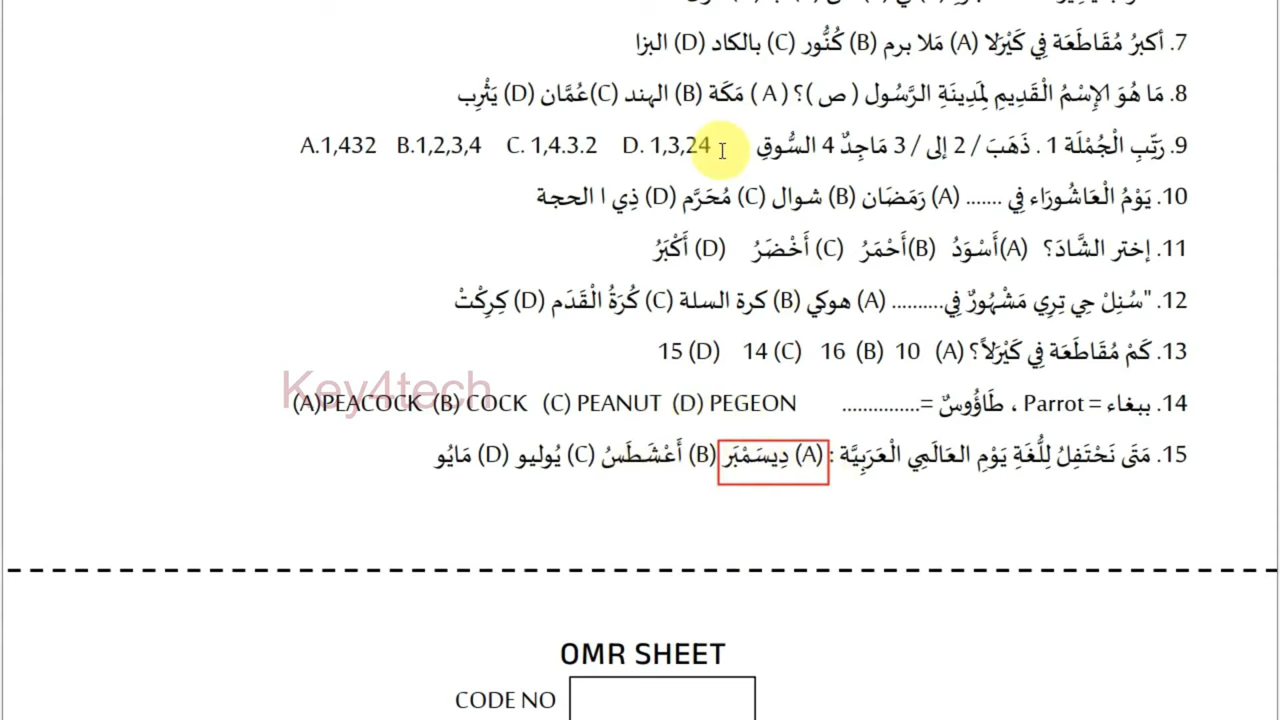 7. أكبرُ مُقَاطَعَة فِي كَيْرَلا (A) مَلا برم (B) كُنُّور (C) بالكاد (D) البزا
8. مَا هُوَ الإِسْمُ الْقَدِيمِ لِمَدِينَةِ الرَّسُول ( ص )؟ ( A ) مَكَة (B) الهند (C)عُمَّان (D) يَثْرِب
9. رَتِّبِ الْجُمْلَة 1 . ذَهَبَ / 2 إلى / 3 مَاجِدٌ 4 السُّوقِ A.1,432 B.1,2,3,4 C. 1,4.3.2 D. 1,3,24
10. يَوْمُ الْعَاشُورَاء فِي ....... (A) رَمَضَان (B) شوال (C) مُحَرَّم (D) ذِي ا الحجة
11. إختر الشَّاذَ؟ (A)أَسْوَدُ (B)أَحْمَرُ (C) أَخْضَرُ (D) أَكْبَرُ
12. "سُنِلْ جِي تِرِي مَشْهُورٌ فِي.......... (A) هوكي (B) كرة السلة (C) كُرَةُ الْقَدَم (D) كِرِكْتْ
13. كَمْ مُقَاطَعَة فِي كَيْرَلاً؟ (A) 10 (B) 16 (C) 14 (D) 15
14. ببغاء = Parrot ، طَاؤُوسٌ =............... (A)PEACOCK (B) COCK (C) PEANUT (D) PEGEON
Key4tech
15. مَتَى نَحْتَفِلُ لِلُّغَةِ يَوْمِ العَالَمِي الْعَرَبِيَّة : (A) دِيسَمْبَر (B) أَغْشَطَسُ (C) يُوليو (D) مَايُو
OMR SHEET
CODE NO